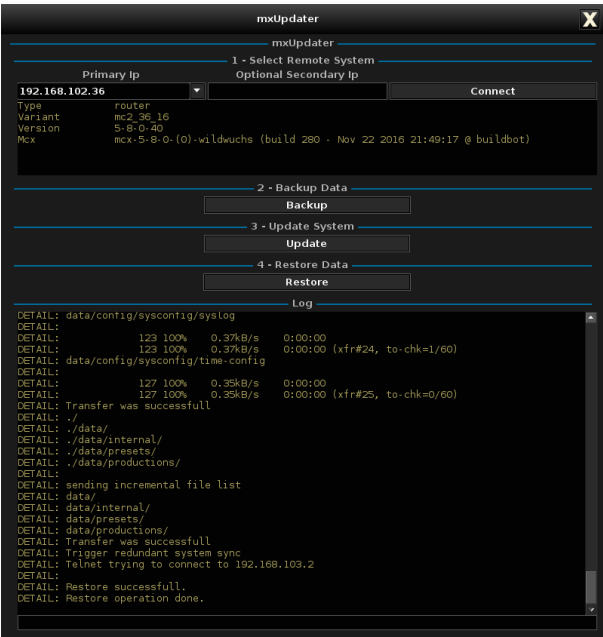 mxUpdater
X
mxUpdater
1 - Select Remote System
Primary Ip Optional Secondary Ip
192.168.102.36 Connect
Type router
Variant mc2_36_16
Version 5-8-0-40
Mcx mcx-5-8-0-(0)-wildwuchs (build 280 - Nov 22 2016 21:49:17 @ buildbot)
2 - Backup Data
Backup
3 - Update System
Update
4 - Restore Data
Restore
Log
DETAIL: data/config/sysconfig/syslog
DETAIL:
DETAIL: 123 100% 0.37kB/s 0:00:00
DETAIL: 123 100% 0.37kB/s 0:00:00 (xfr#24, to-chk=1/60)
DETAIL: data/config/sysconfig/time-config
DETAIL:
DETAIL: 127 100% 0.35kB/s 0:00:00
DETAIL: 127 100% 0.35kB/s 0:00:00 (xfr#25, to-chk=0/60)
DETAIL: Transfer was successfull
DETAIL: ./
DETAIL: ./data/
DETAIL: ./data/internal/
DETAIL: ./data/presets/
DETAIL: ./data/productions/
DETAIL:
DETAIL: sending incremental file list
DETAIL: data/
DETAIL: data/internal/
DETAIL: data/presets/
DETAIL: data/productions/
DETAIL: Transfer was successfull
DETAIL: Trigger redundant system sync
DETAIL: Telnet trying to connect to 192.168.103.2
DETAIL:
DETAIL: Restore successfull.
DETAIL: Restore operation done.